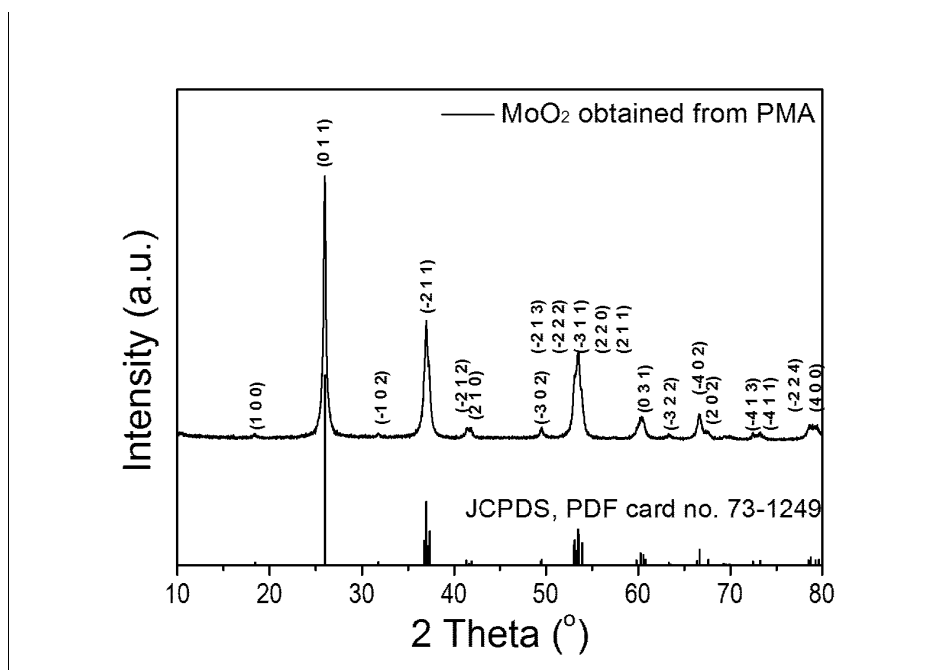 MoO₂ obtained from PMA
(0 1 1)
(-2 1 1)
(1 0 0)
(-1 0 2)
(-2 1 2)
(2 1 0)
(-3 0 2)
(-2 1 3)
(-2 2 2)
(-3 1 1)
(2 2 0)
(2 1 1)
(0 3 1)
(-3 2 2)
(-4 0 2)
(2 0 2)
(-4 1 3)
(-4 1 1)
(-2 2 4)
(4 0 0)
Intensity (a.u.)
JCPDS, PDF card no. 73-1249
10 20 30 40 50 60 70 80
2 Theta (°)